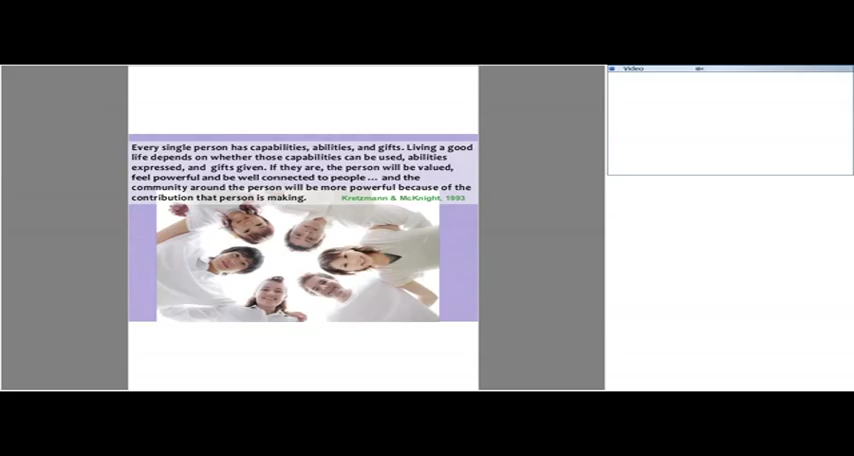 Video
Every single person has capabilities, abilities, and gifts. Living a good
life depends on whether those capabilities can be used, abilities
expressed, and gifts given. If they are, the person will be valued,
feel powerful and be well connected to people ... and the
community around the person will be more powerful because of the
contribution that person is making. Kretzmann & McKnight, 1993